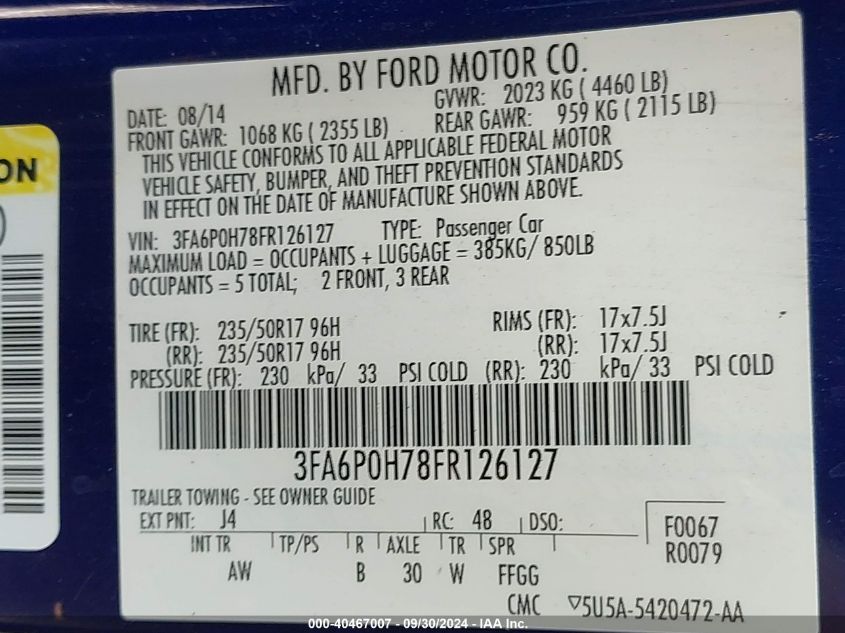 MFD. BY FORD MOTOR CO.
DATE: 08/14 GVWR: 2023 KG ( 4460 LB)
FRONT GAWR: 1068 KG ( 2355 LB) REAR GAWR: 959 KG ( 2115 LB)
THIS VEHICLE CONFORMS TO ALL APPLICABLE FEDERAL MOTOR
VEHICLE SAFETY, BUMPER, AND THEFT PREVENTION STANDARDS
IN EFFECT ON THE DATE OF MANUFACTURE SHOWN ABOVE.
VIN: 3FA6P0H78FR126127 TYPE: Passenger Car
MAXIMUM LOAD = OCCUPANTS + LUGGAGE = 385KG/ 850LB
OCCUPANTS = 5 TOTAL; 2 FRONT, 3 REAR
TIRE (FR): 235/50R17 96H RIMS (FR): 17x7.5J
(RR): 235/50R17 96H (RR): 17x7.5J
PRESSURE (FR): 230 kPa/ 33 PSI COLD (RR): 230 kPa/ 33 PSI COLD
3FA6P0H78FR126127
TRAILER TOWING - SEE OWNER GUIDE
EXT PNT: J4 RC: 48 DSO:
F0067
R0079
INT TR TP/PS R AXLE TR SPR
AW B 30 W FFGG
CMC 5U5A-5420472-AA
ON
000-40467007 - 09/30/2024 - IAA Inc.